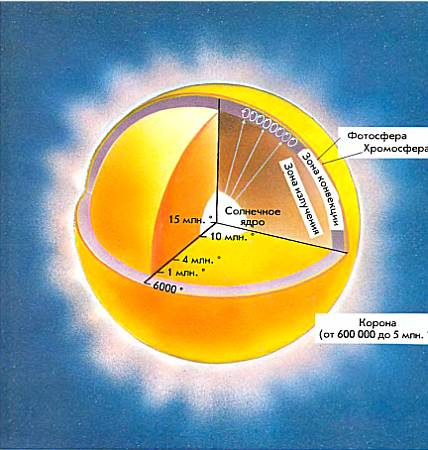 Фотосфера
Хромосфера
Зона конвекции
Зона излучения
Солнечное
ядро
15 млн. °
10 млн. °
4 млн. °
1 млн. °
6000 °
Корона
(от 600 000 до 5 млн. °